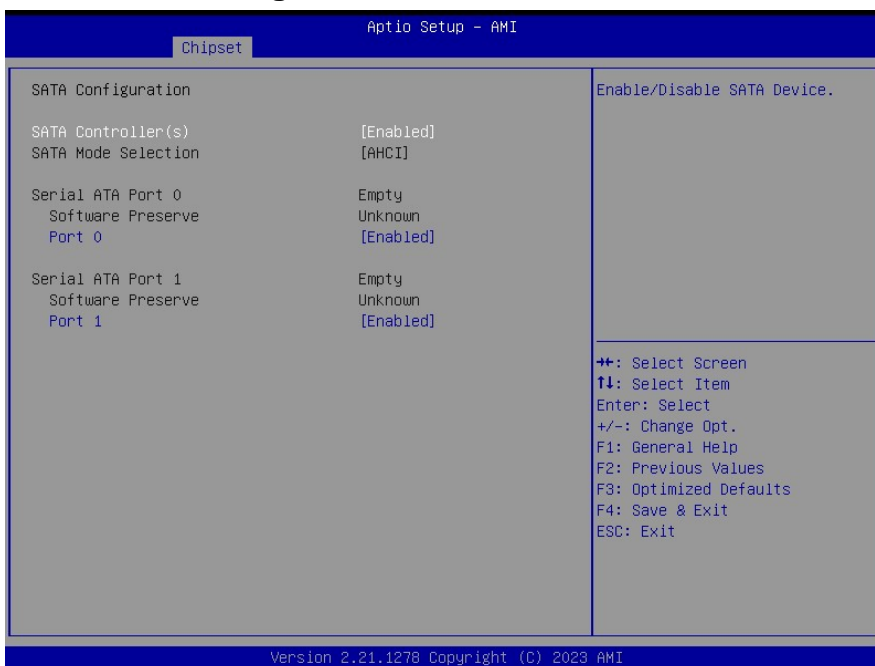 Aptio Setup - AMI
Chipset
SATA Configuration
SATA Controller(s) [Enabled]
SATA Mode Selection [AHCI]
Serial ATA Port 0 Empty
Software Preserve Unknown
Port 0 [Enabled]
Serial ATA Port 1 Empty
Software Preserve Unknown
Port 1 [Enabled]
Enable/Disable SATA Device.
→←: Select Screen
↑↓: Select Item
Enter: Select
+/-: Change Opt.
F1: General Help
F2: Previous Values
F3: Optimized Defaults
F4: Save & Exit
ESC: Exit
Version 2.21.1278 Copyright (C) 2023 AMI